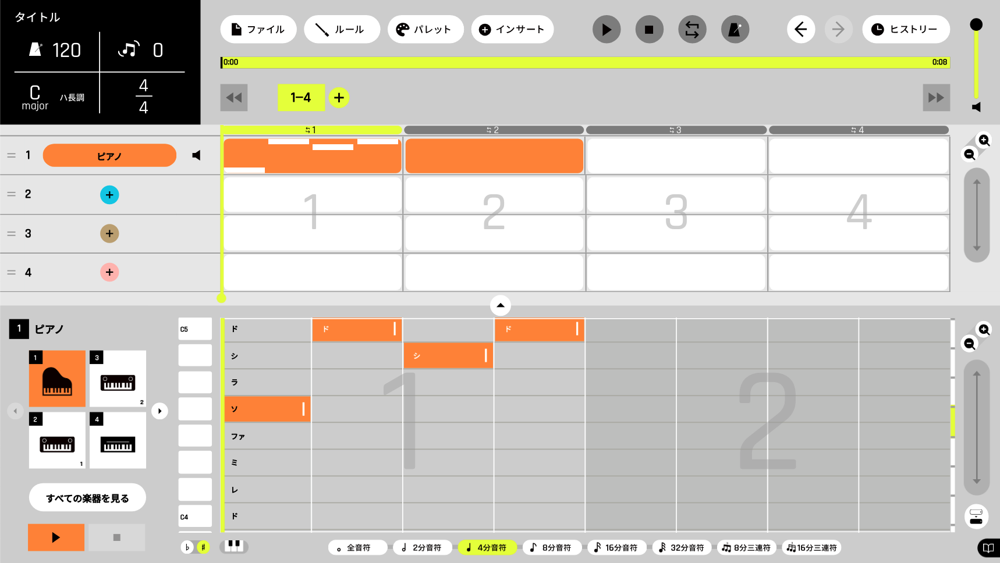 タイトル
120
0
C
major
ハ長調
4
4
ファイル
ルール
パレット
インサート
ヒストリー
0:00
0:08
1–4
1
2
3
4
1
ピアノ
2
3
4
1
2
3
4
1
ピアノ
1
3
2
2
4
1
すべての楽器を見る
C5
C4
♭
♯
ド
ド
ド
シ
シ
ラ
ソ
ファ
ミ
レ
ド
1
2
全音符
2分音符
4分音符
8分音符
16分音符
32分音符
8分三連符
16分三連符